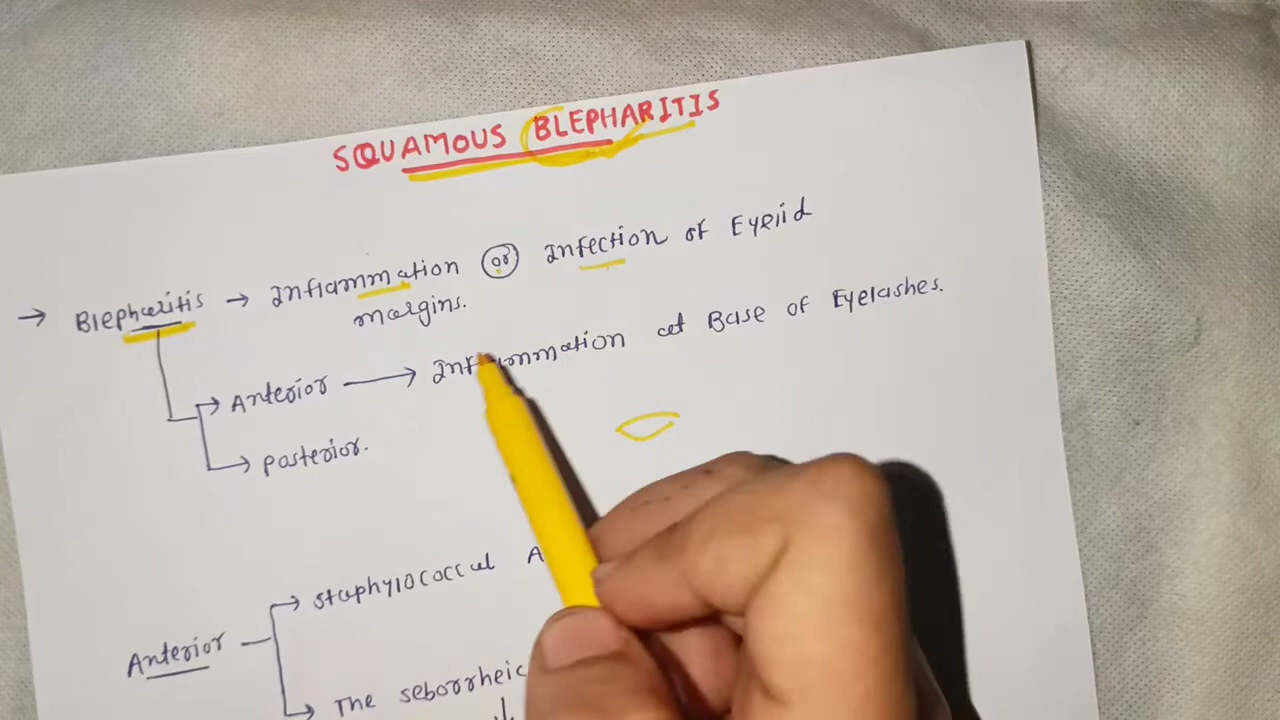 SQUAMOUS BLEPHARITIS
→ Blepharitis → Inflammation or Infection of Eyelid
margins.
Anterior → Inflammation at Base of Eyelashes.
posterior.
Staphylococcal A
Anterior
The seborrheic